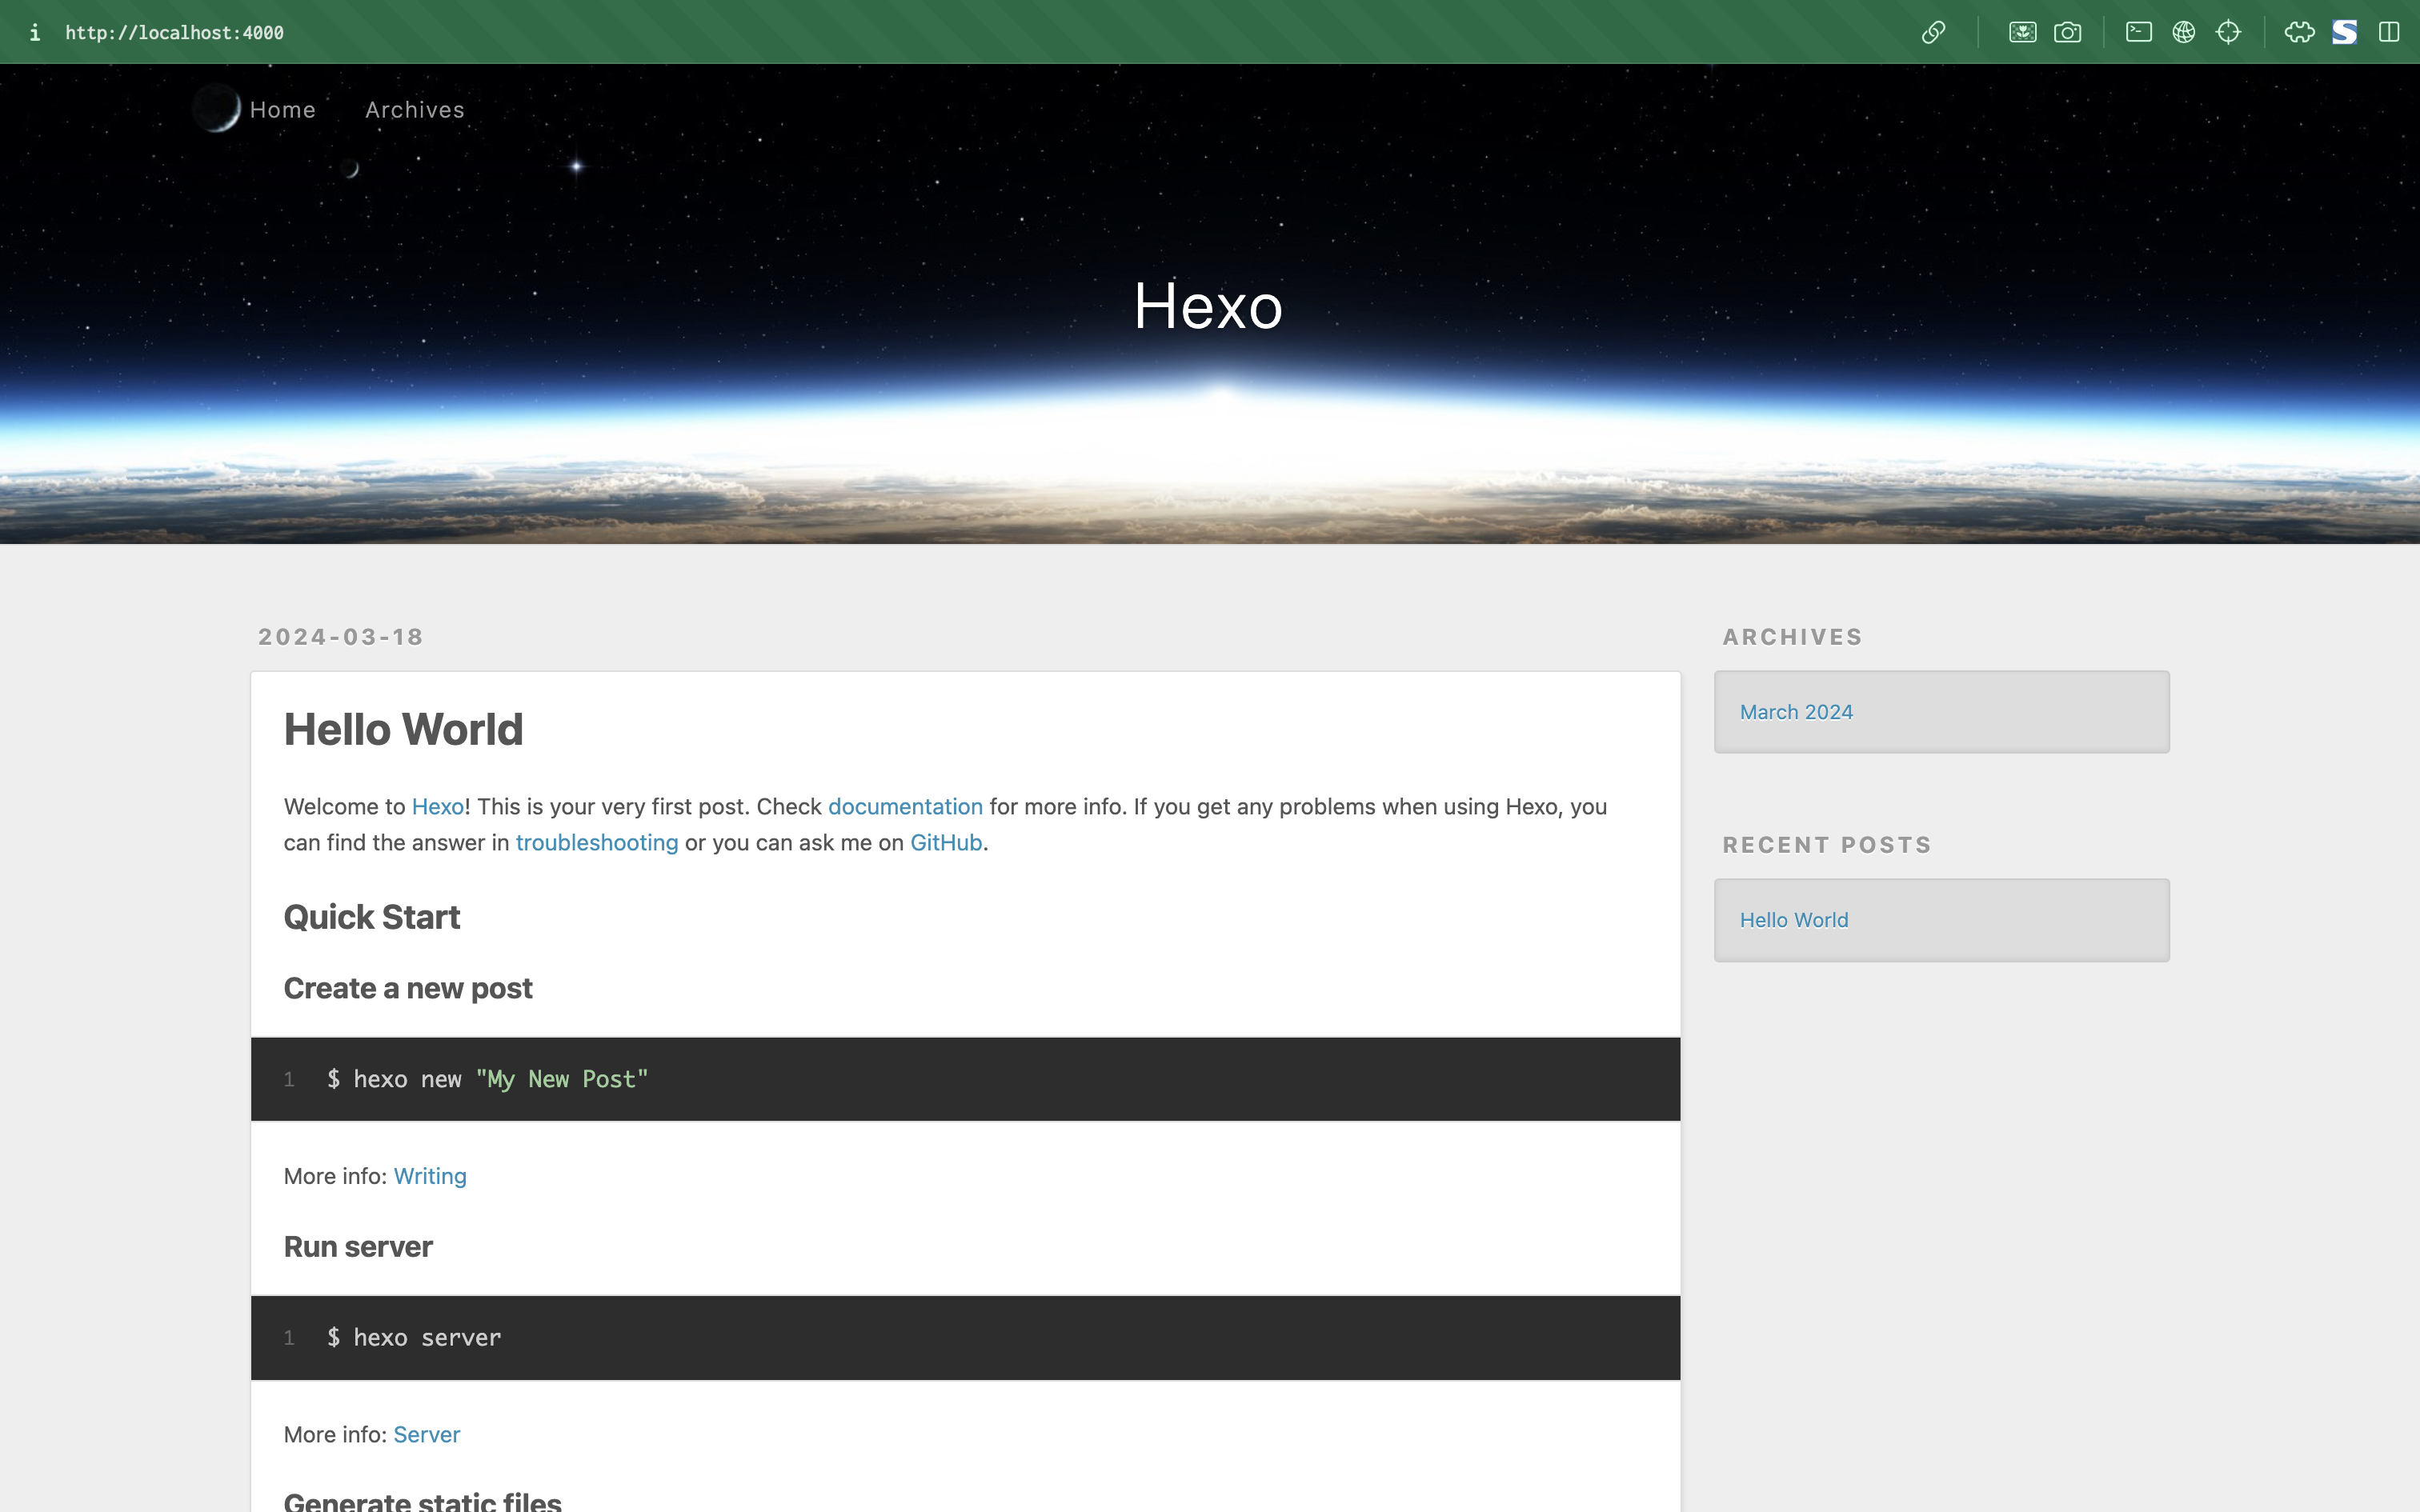 http://localhost:4000
Home Archives
Hexo
2024-03-18
Hello World
Welcome to Hexo! This is your very first post. Check documentation for more info. If you get any problems when using Hexo, you
can find the answer in troubleshooting or you can ask me on GitHub.
Quick Start
Create a new post
1 $ hexo new "My New Post"
More info: Writing
Run server
1 $ hexo server
More info: Server
Generate static files
ARCHIVES
March 2024
RECENT POSTS
Hello World